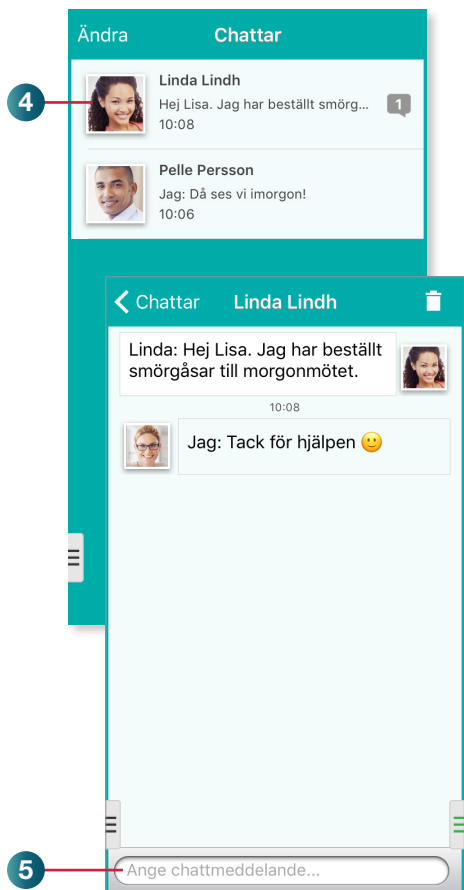 Ändra Chattar
Linda Lindh
4 Hej Lisa. Jag har beställt smörg... 1
10:08
Pelle Persson
Jag: Då ses vi imorgon!
10:06
Chattar Linda Lindh
Linda: Hej Lisa. Jag har beställt
smörgåsar till morgonmötet.
10:08
Jag: Tack för hjälpen 🙂
5 Ange chattmeddelande...